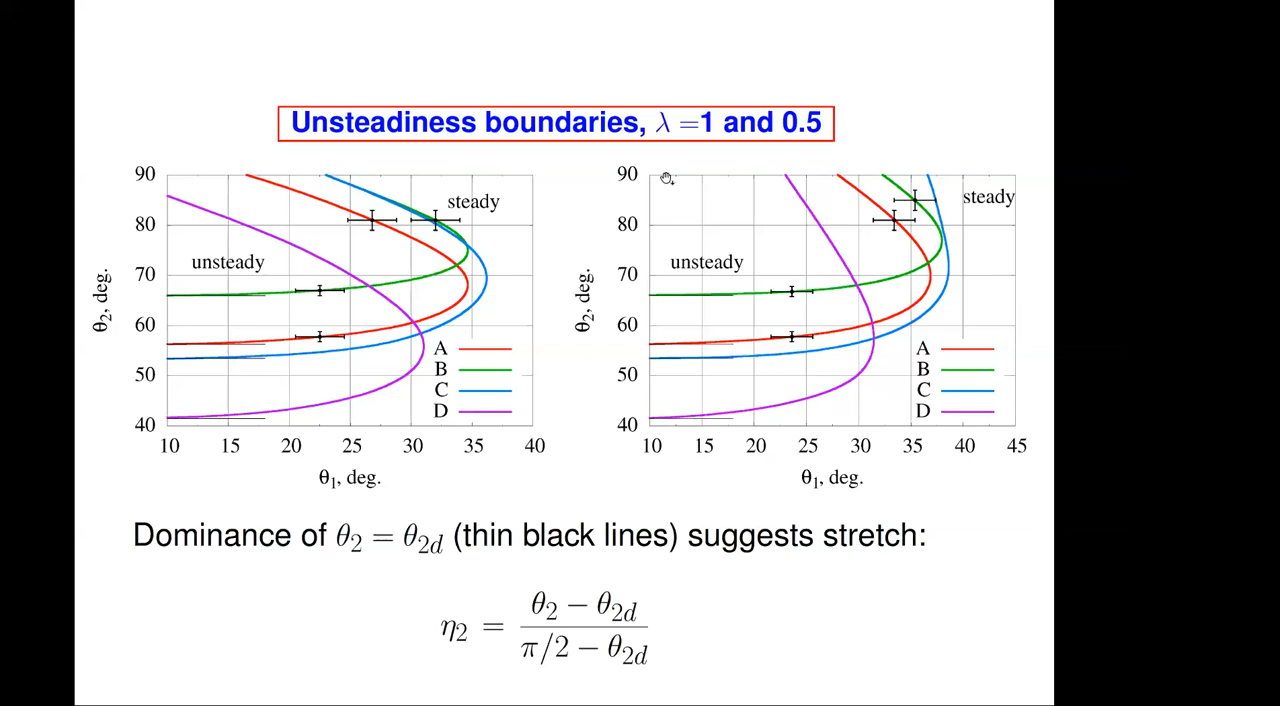 Unsteadiness boundaries, λ =1 and 0.5
90
80
70
60
50
40
θ₂, deg.
steady
unsteady
A
B
C
D
10 15 20 25 30 35 40
θ₁, deg.
90
80
70
60
50
40
θ₂, deg.
steady
unsteady
A
B
C
D
10 15 20 25 30 35 40 45
θ₁, deg.
Dominance of θ₂ = θ₂d (thin black lines) suggests stretch:
η₂ = (θ₂ − θ₂d) / (π/2 − θ₂d)